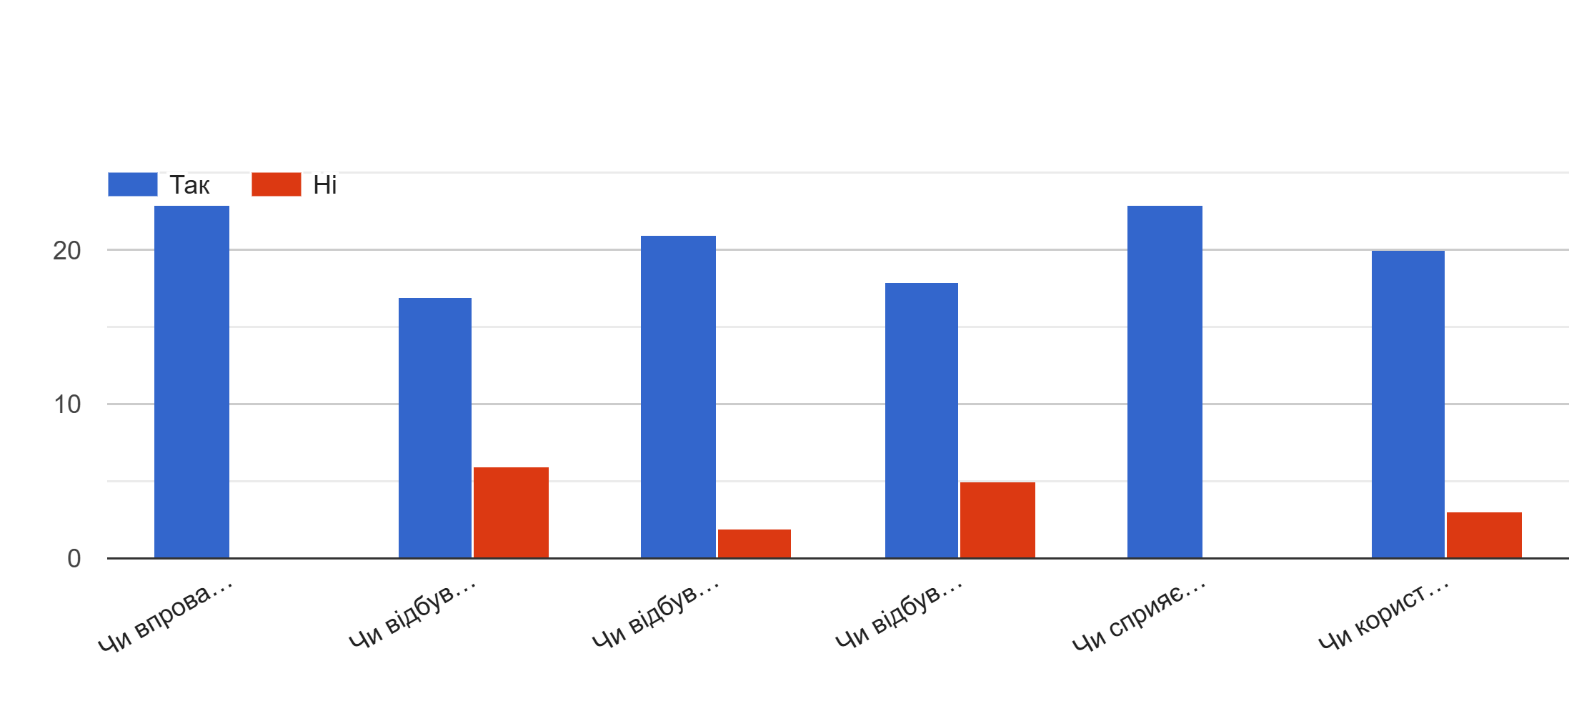 Так
Ні
20
10
0
Чи впрова…
Чи відбув…
Чи відбув…
Чи відбув…
Чи сприяє…
Чи корист…